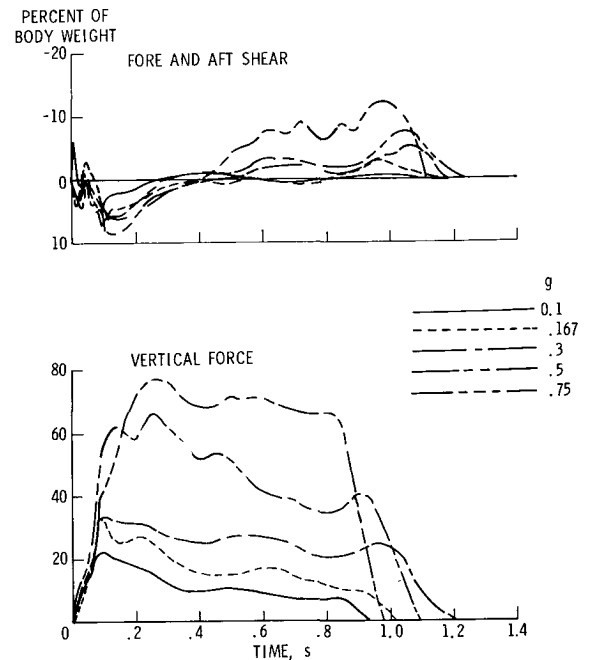 PERCENT OF
BODY WEIGHT
FORE AND AFT SHEAR
-20
-10
0
10
g
0.1
.167
.3
.5
.75
VERTICAL FORCE
80
60
40
20
0 .2 .4 .6 .8 1.0 1.2 1.4
TIME, s